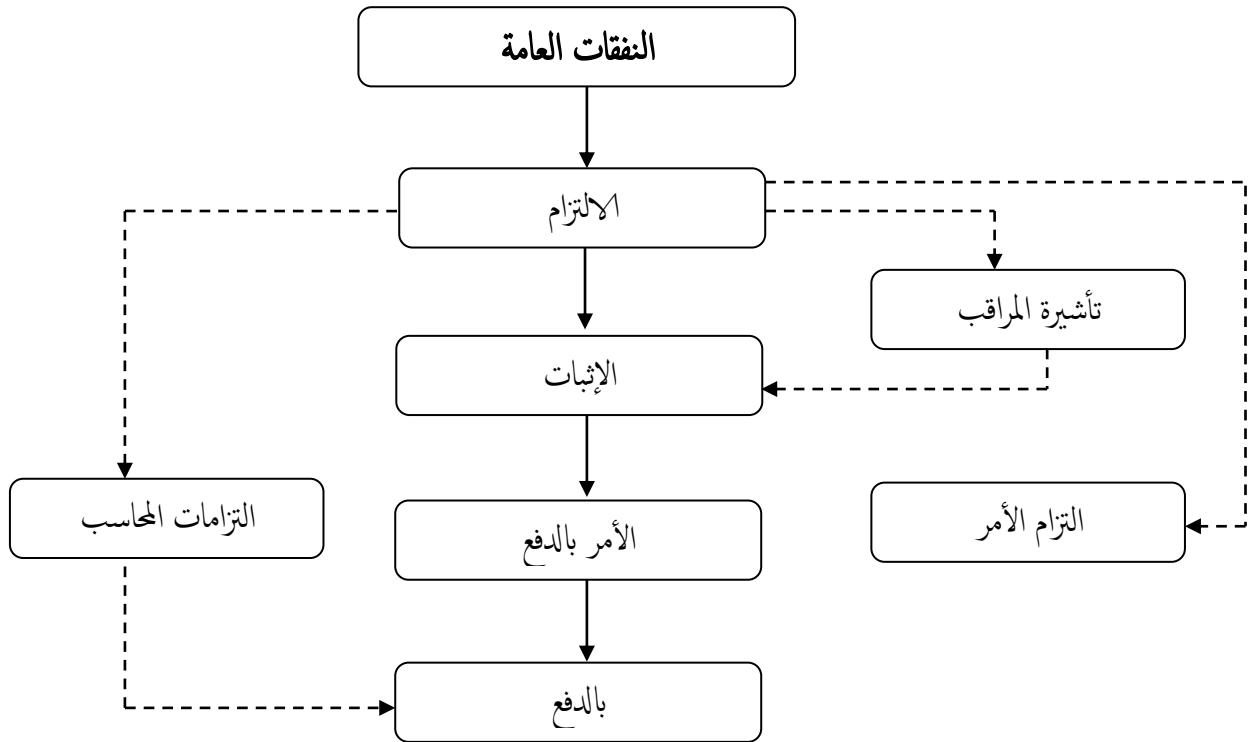 النفقات العامة
الالتزام
تأشيرة المراقب
الإثبات
التزامات المحاسب
الأمر بالدفع
التزام الأمر
بالدفع